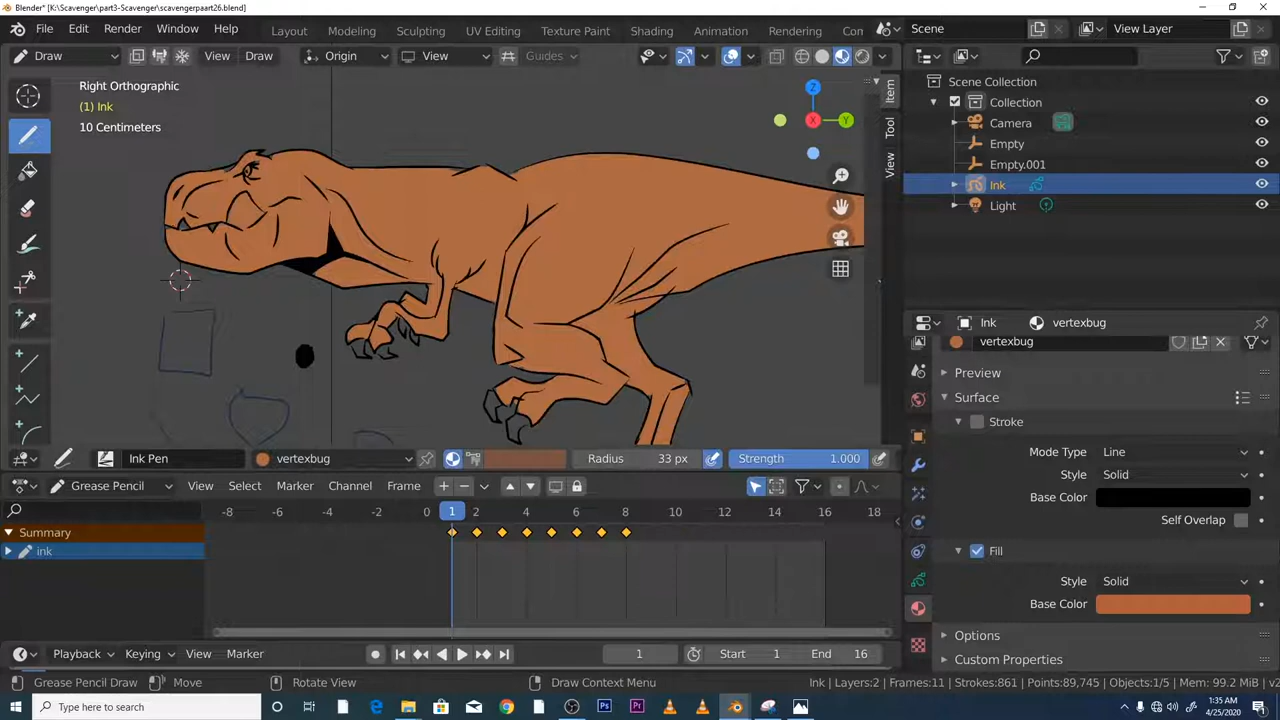 Blender* [K:\Scavenger\part3-Scavenger\scavengerpaart26.blend]
File Edit Render Window Help Layout Modeling Sculpting UV Editing Texture Paint Shading Animation Rendering Com Scene View Layer
Draw View Draw Origin View Guides
Right Orthographic
(1) Ink
10 Centimeters
Z
X
Y
Item
Tool
View
Scene Collection
Collection
Camera
Empty
Empty.001
Ink
Light
Ink vertexbug
vertexbug
Preview
Surface
Stroke
Mode Type Line
Style Solid
Base Color
Self Overlap
Fill
Style Solid
Base Color
Options
Custom Properties
Ink Pen vertexbug Radius 33 px Strength 1.000
Grease Pencil View Select Marker Channel Frame
-8 -6 -4 -2 0 1 2 4 6 8 10 12 14 16 18
Summary
ink
Playback Keying View Marker 1 Start 1 End 16
Grease Pencil Draw Move Rotate View Draw Context Menu Ink | Layers:2 | Frames:11 | Strokes:861 | Points:89,745 | Objects:1/5 | Mem: 99.2 MiB | v2
Type here to search
1:35 AM
4/25/2020